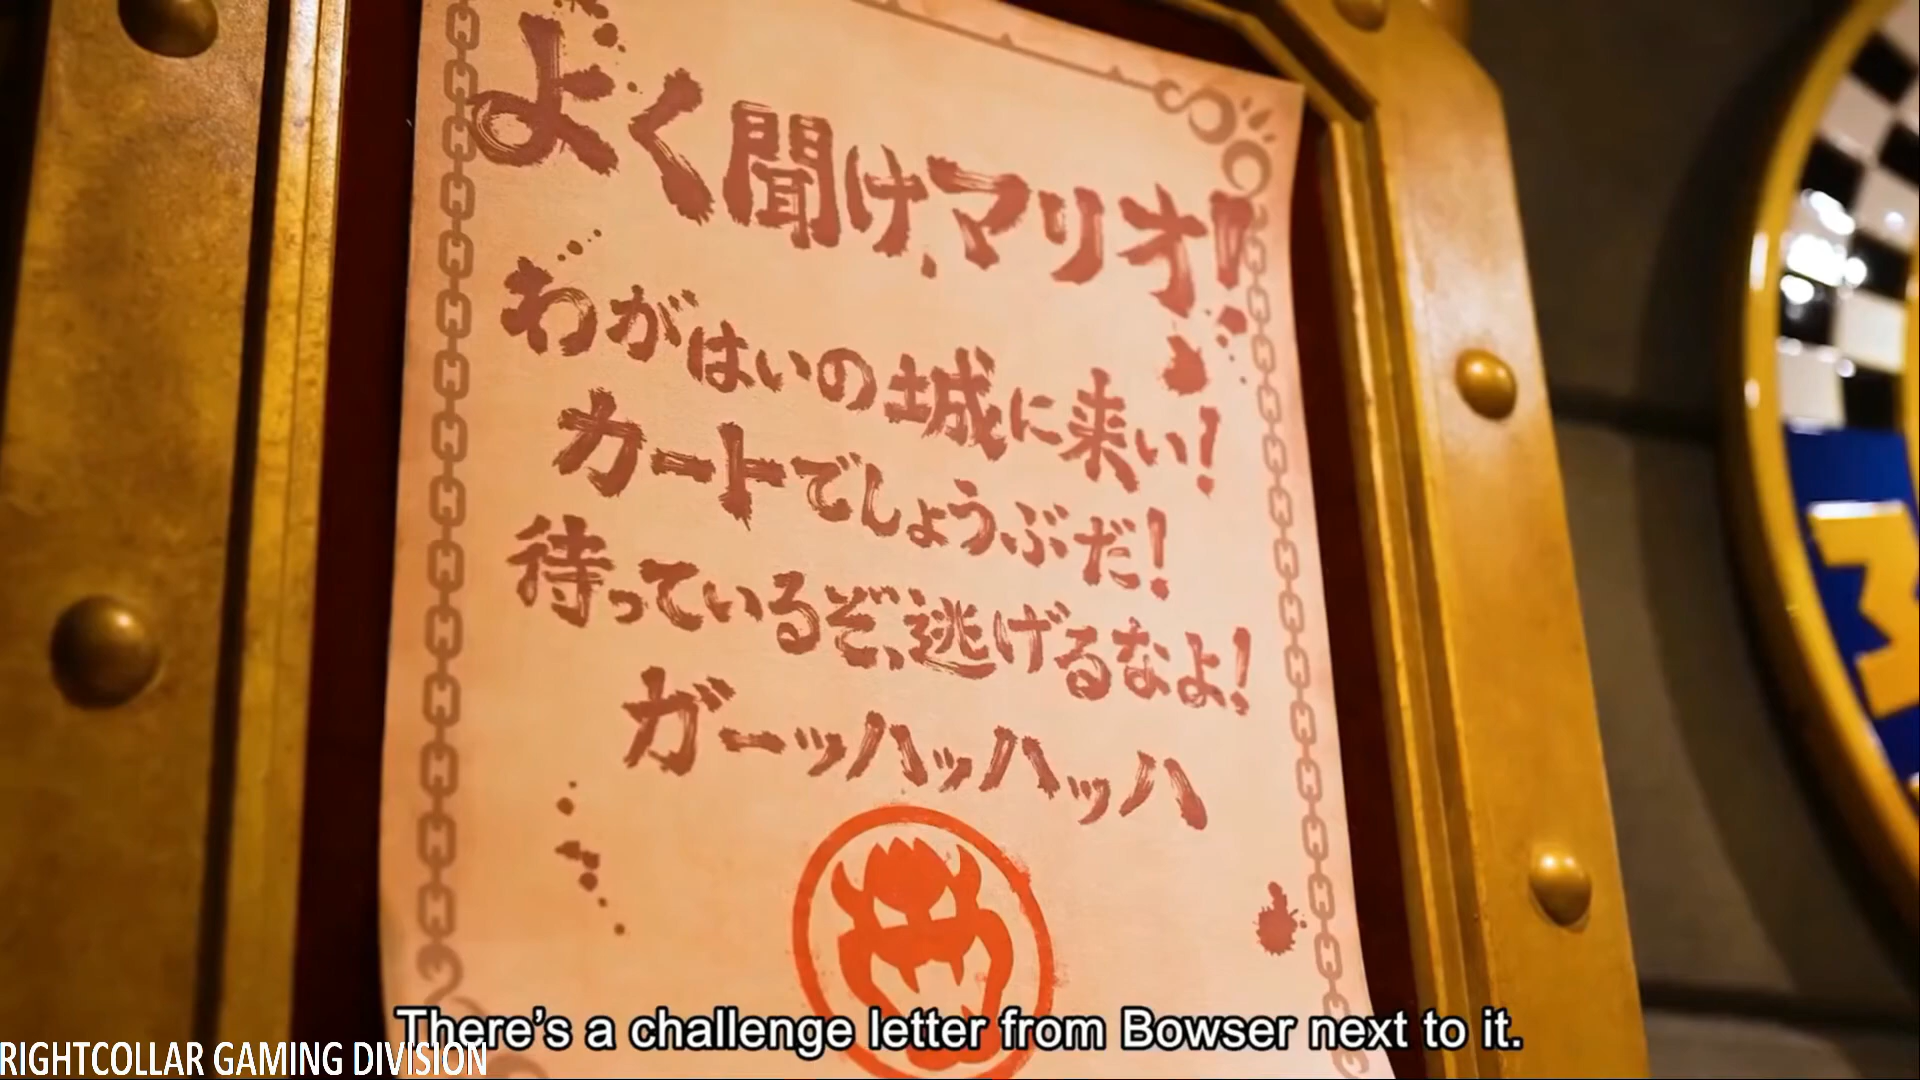 よく聞け、マリオ!
わがはいの城に来い!
カートでしょうぶだ!
待っているぞ、逃げるなよ!
ガーッハッハッハ
There's a challenge letter from Bowser next to it.
RIGHTCOLLAR GAMING DIVISION